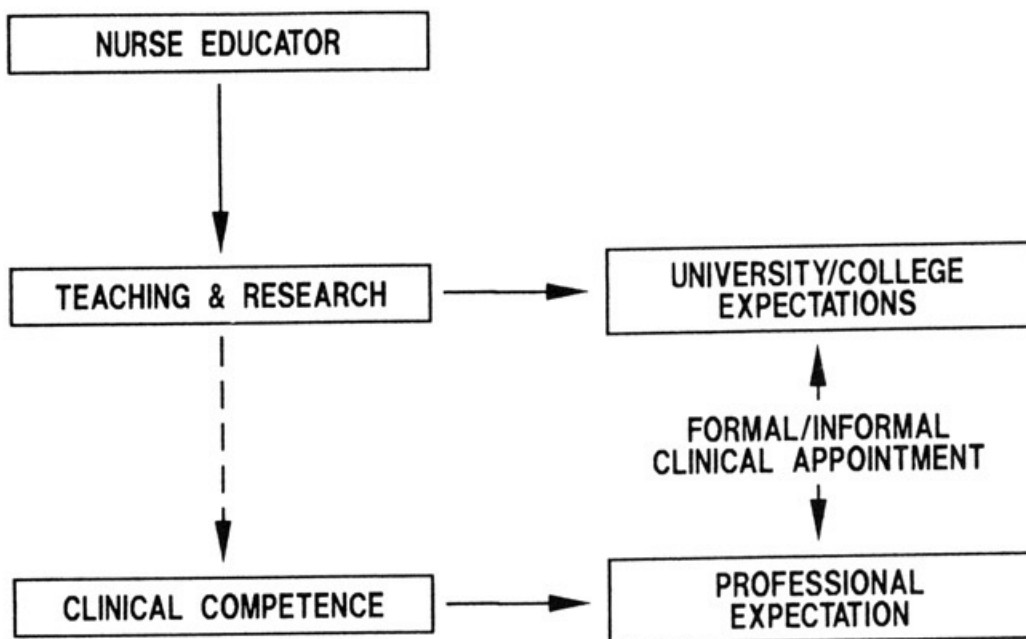 NURSE EDUCATOR
TEACHING & RESEARCH
UNIVERSITY/COLLEGE
EXPECTATIONS
FORMAL/INFORMAL
CLINICAL APPOINTMENT
CLINICAL COMPETENCE
PROFESSIONAL
EXPECTATION